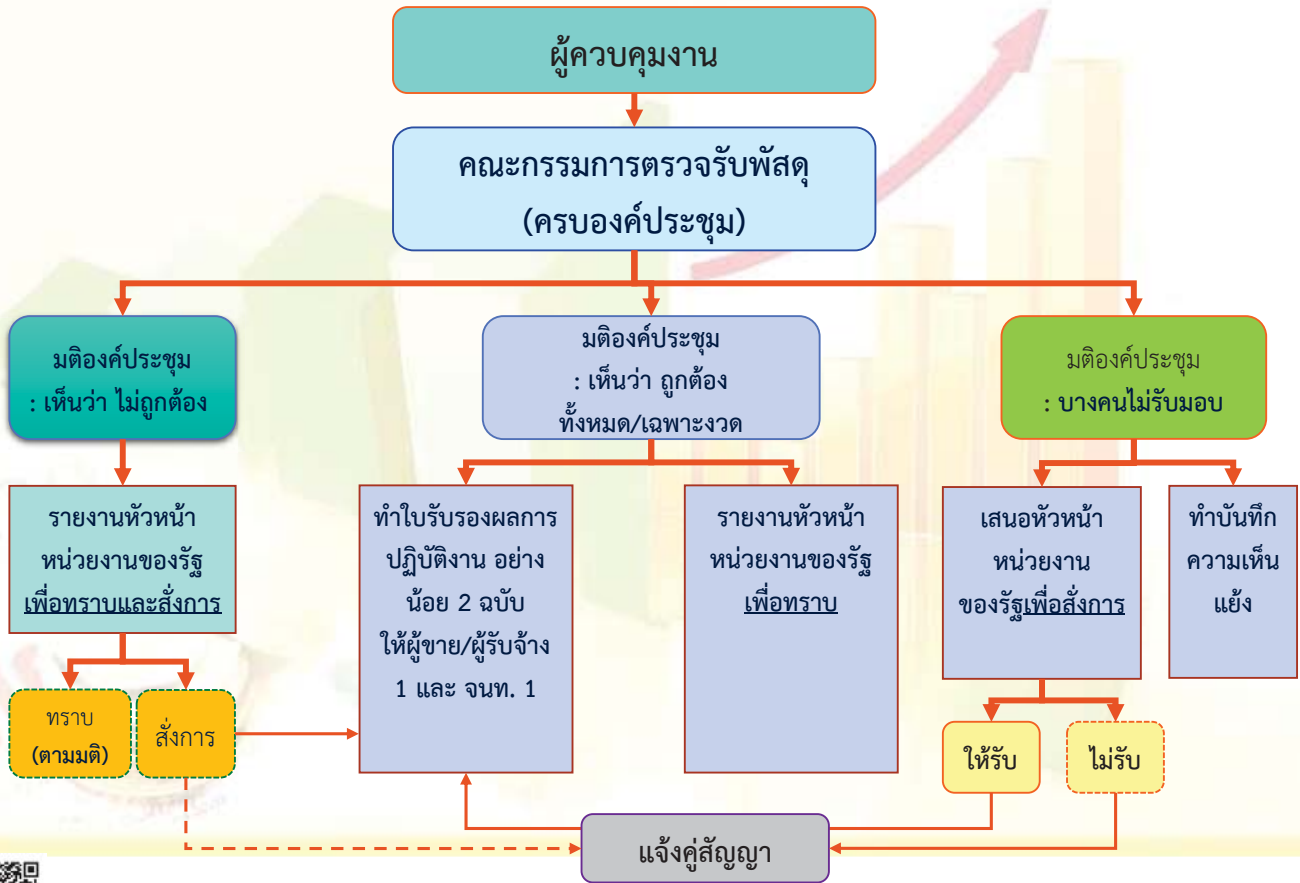 ผู้ควบคุมงาน
คณะกรรมการตรวจรับพัสดุ
(ครบองค์ประชุม)
มติองค์ประชุม
: เห็นว่า ไม่ถูกต้อง
มติองค์ประชุม
: เห็นว่า ถูกต้อง
ทั้งหมด/เฉพาะงวด
มติองค์ประชุม
: บางคนไม่รับมอบ
รายงานหัวหน้า
หน่วยงานของรัฐ
เพื่อทราบและสั่งการ
ทำใบรับรองผลการ
ปฏิบัติงาน อย่าง
น้อย 2 ฉบับ
ให้ผู้ขาย/ผู้รับจ้าง
1 และ จนท. 1
รายงานหัวหน้า
หน่วยงานของรัฐ
เพื่อทราบ
เสนอหัวหน้า
หน่วยงาน
ของรัฐเพื่อสั่งการ
ทำบันทึก
ความเห็น
แย้ง
ทราบ
(ตามมติ)
สั่งการ
ให้รับ
ไม่รับ
แจ้งคู่สัญญา